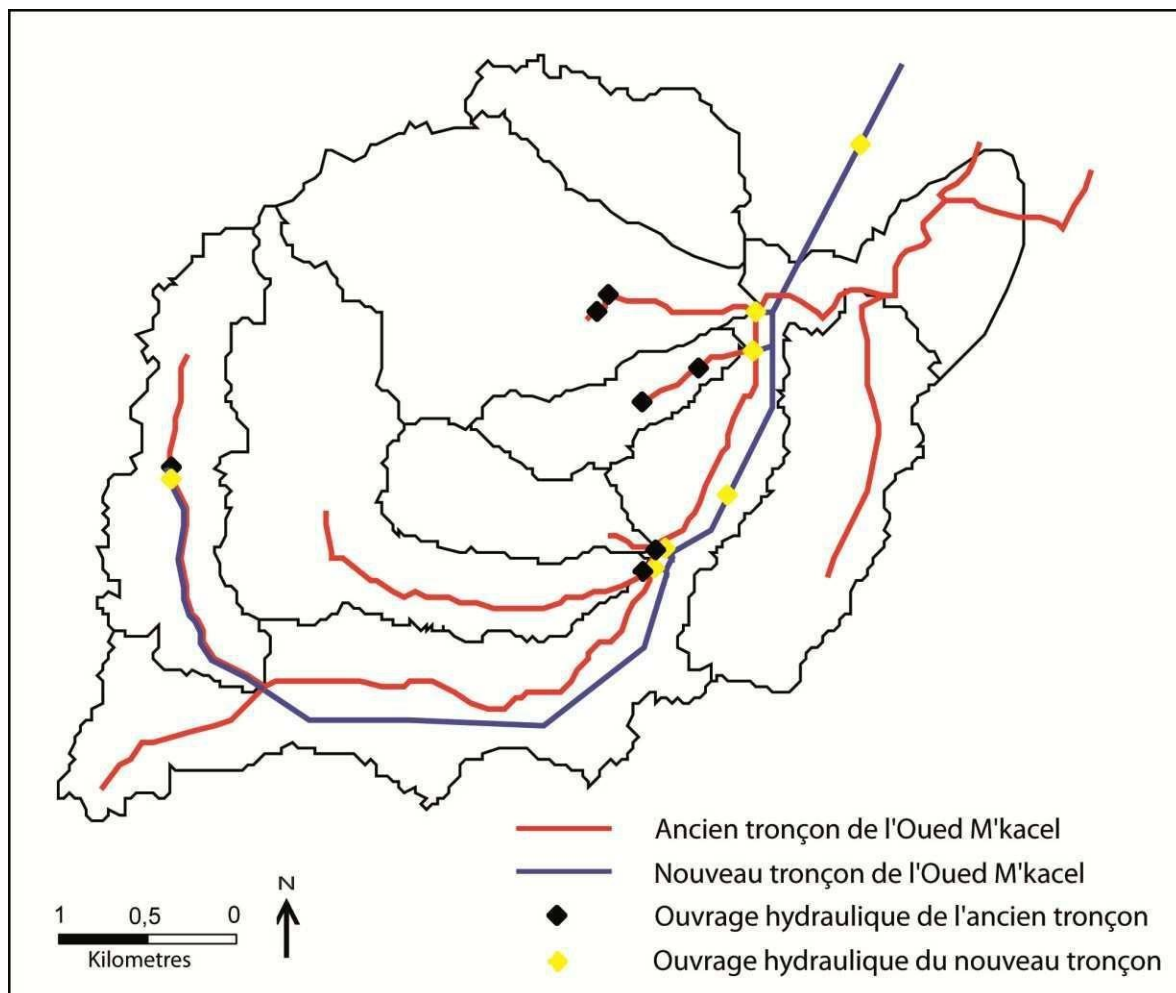 Ancien tronçon de l'Oued M'kacel
Nouveau tronçon de l'Oued M'kacel
Ouvrage hydraulique de l'ancien tronçon
Ouvrage hydraulique du nouveau tronçon
N
1 0,5 0
Kilometres